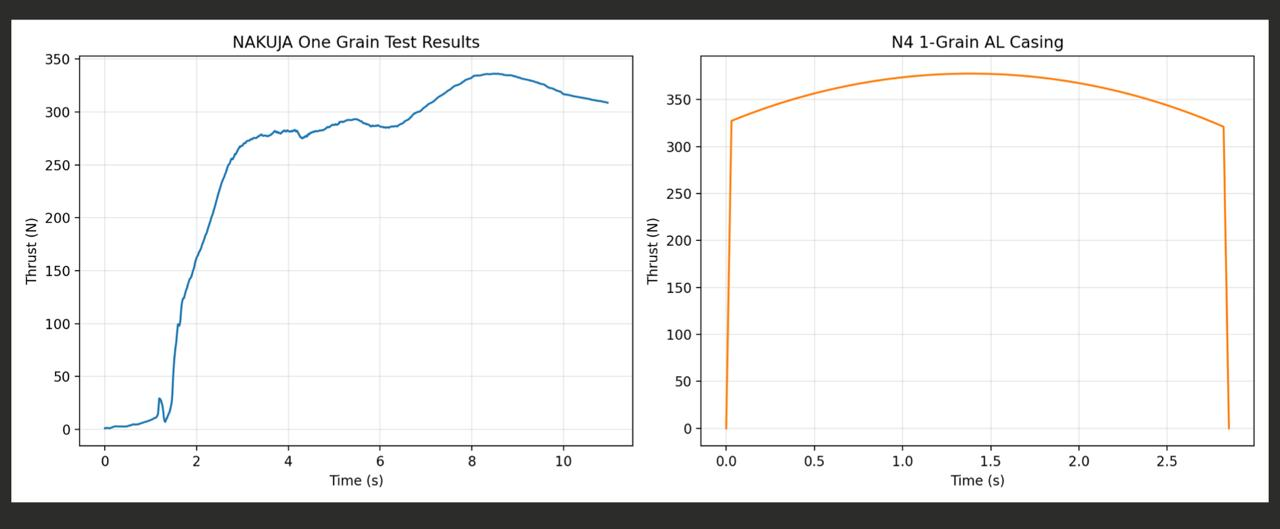 NAKUJA One Grain Test Results
350
300
250
200
150
100
50
0
Thrust (N)
0 2 4 6 8 10
Time (s)
N4 1-Grain AL Casing
350
300
250
200
150
100
50
0
Thrust (N)
0.0 0.5 1.0 1.5 2.0 2.5
Time (s)